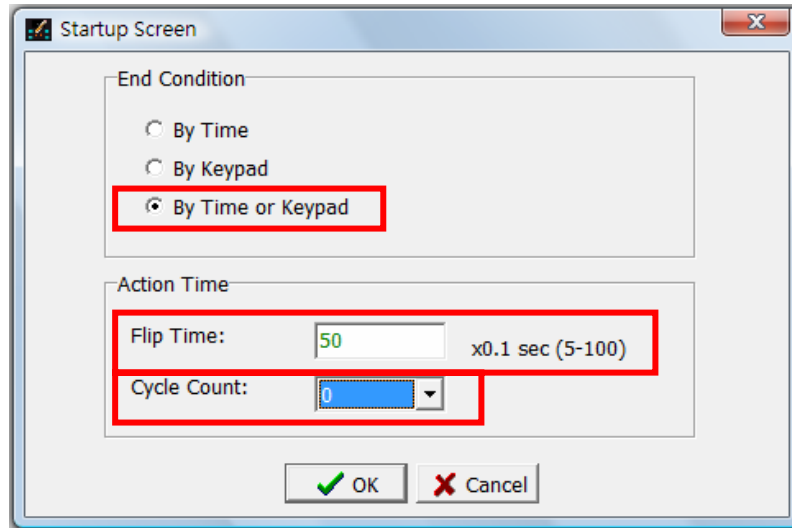 Startup Screen
End Condition
By Time
By Keypad
By Time or Keypad
Action Time
Flip Time: 50 x0.1 sec (5-100)
Cycle Count: 0
OK Cancel